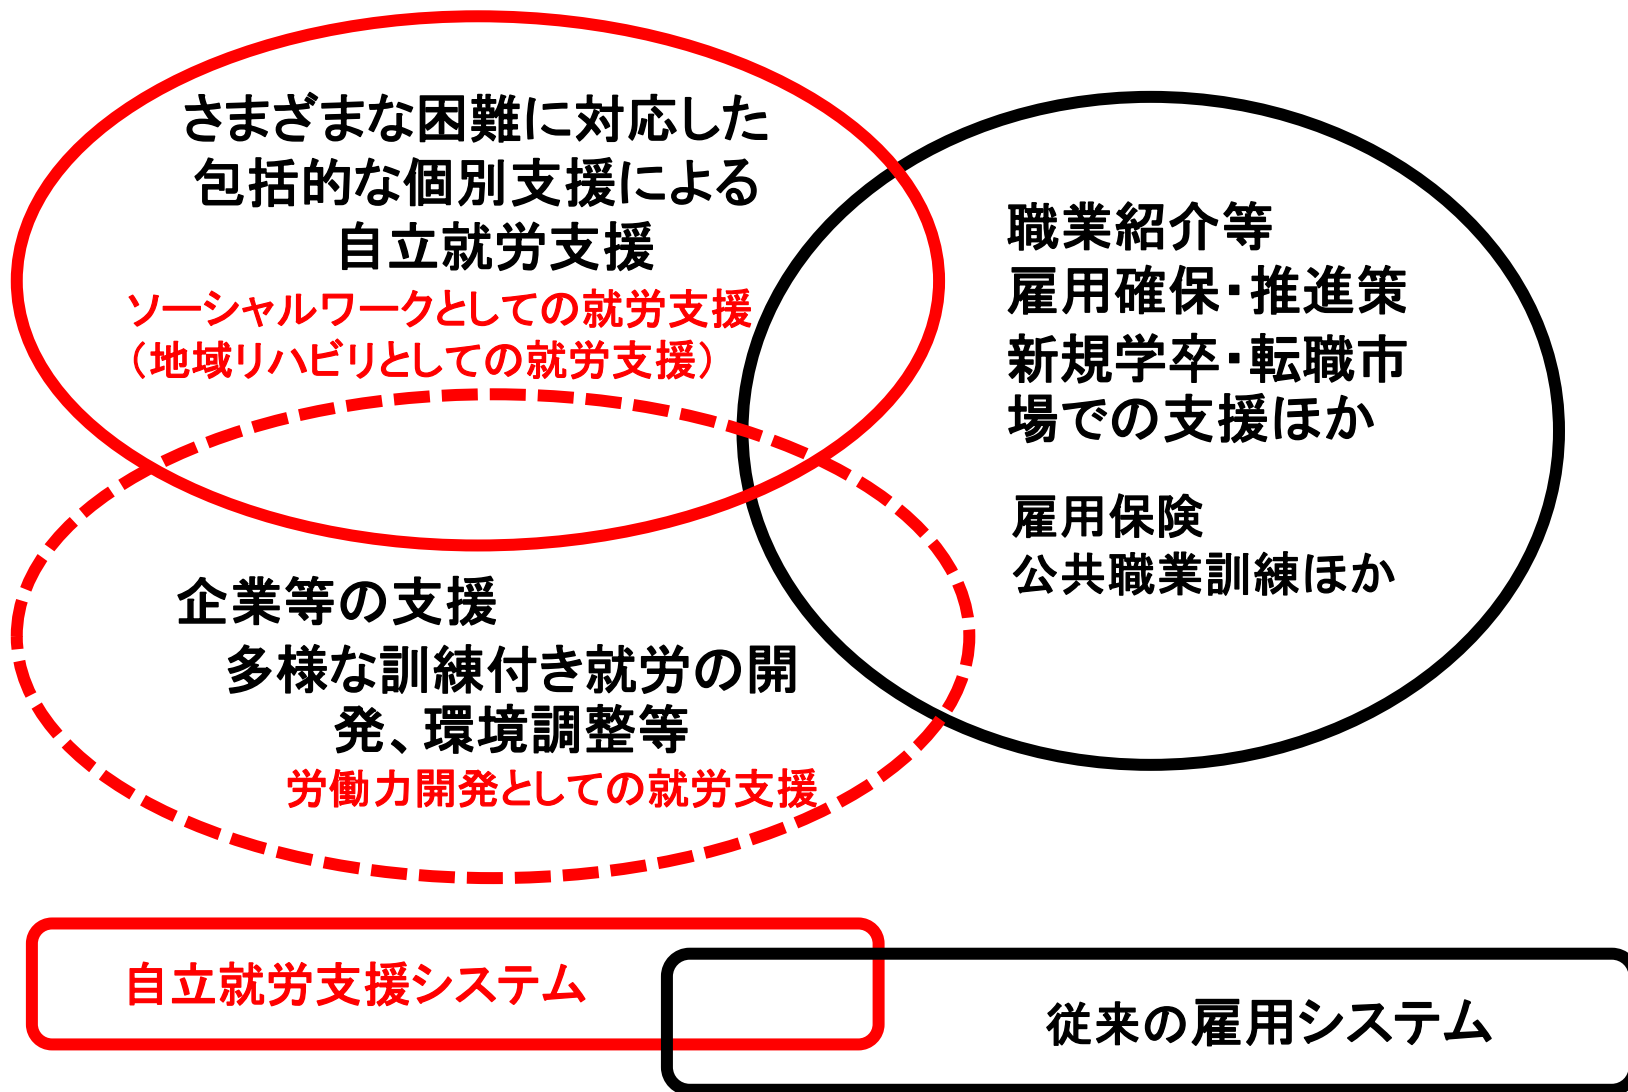 さまざまな困難に対応した
包括的な個別支援による
自立就労支援
ソーシャルワークとしての就労支援
（地域リハビリとしての就労支援）
職業紹介等
雇用確保・推進策
新規学卒・転職市
場での支援ほか
雇用保険
公共職業訓練ほか
企業等の支援
多様な訓練付き就労の開
発、環境調整等
労働力開発としての就労支援
自立就労支援システム
従来の雇用システム